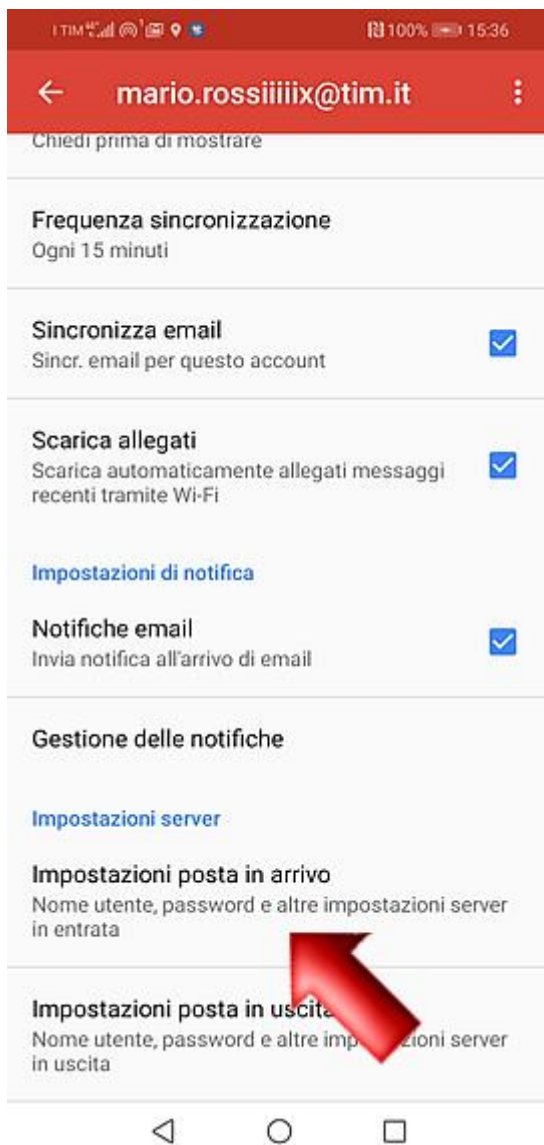 I TIM 100% 15:36
mario.rossiiiiix@tim.it
Chiedi prima di mostrare
Frequenza sincronizzazione
Ogni 15 minuti
Sincronizza email
Sincr. email per questo account
Scarica allegati
Scarica automaticamente allegati messaggi
recenti tramite Wi-Fi
Impostazioni di notifica
Notifiche email
Invia notifica all'arrivo di email
Gestione delle notifiche
Impostazioni server
Impostazioni posta in arrivo
Nome utente, password e altre impostazioni server
in entrata
Impostazioni posta in uscita
Nome utente, password e altre server
in uscita